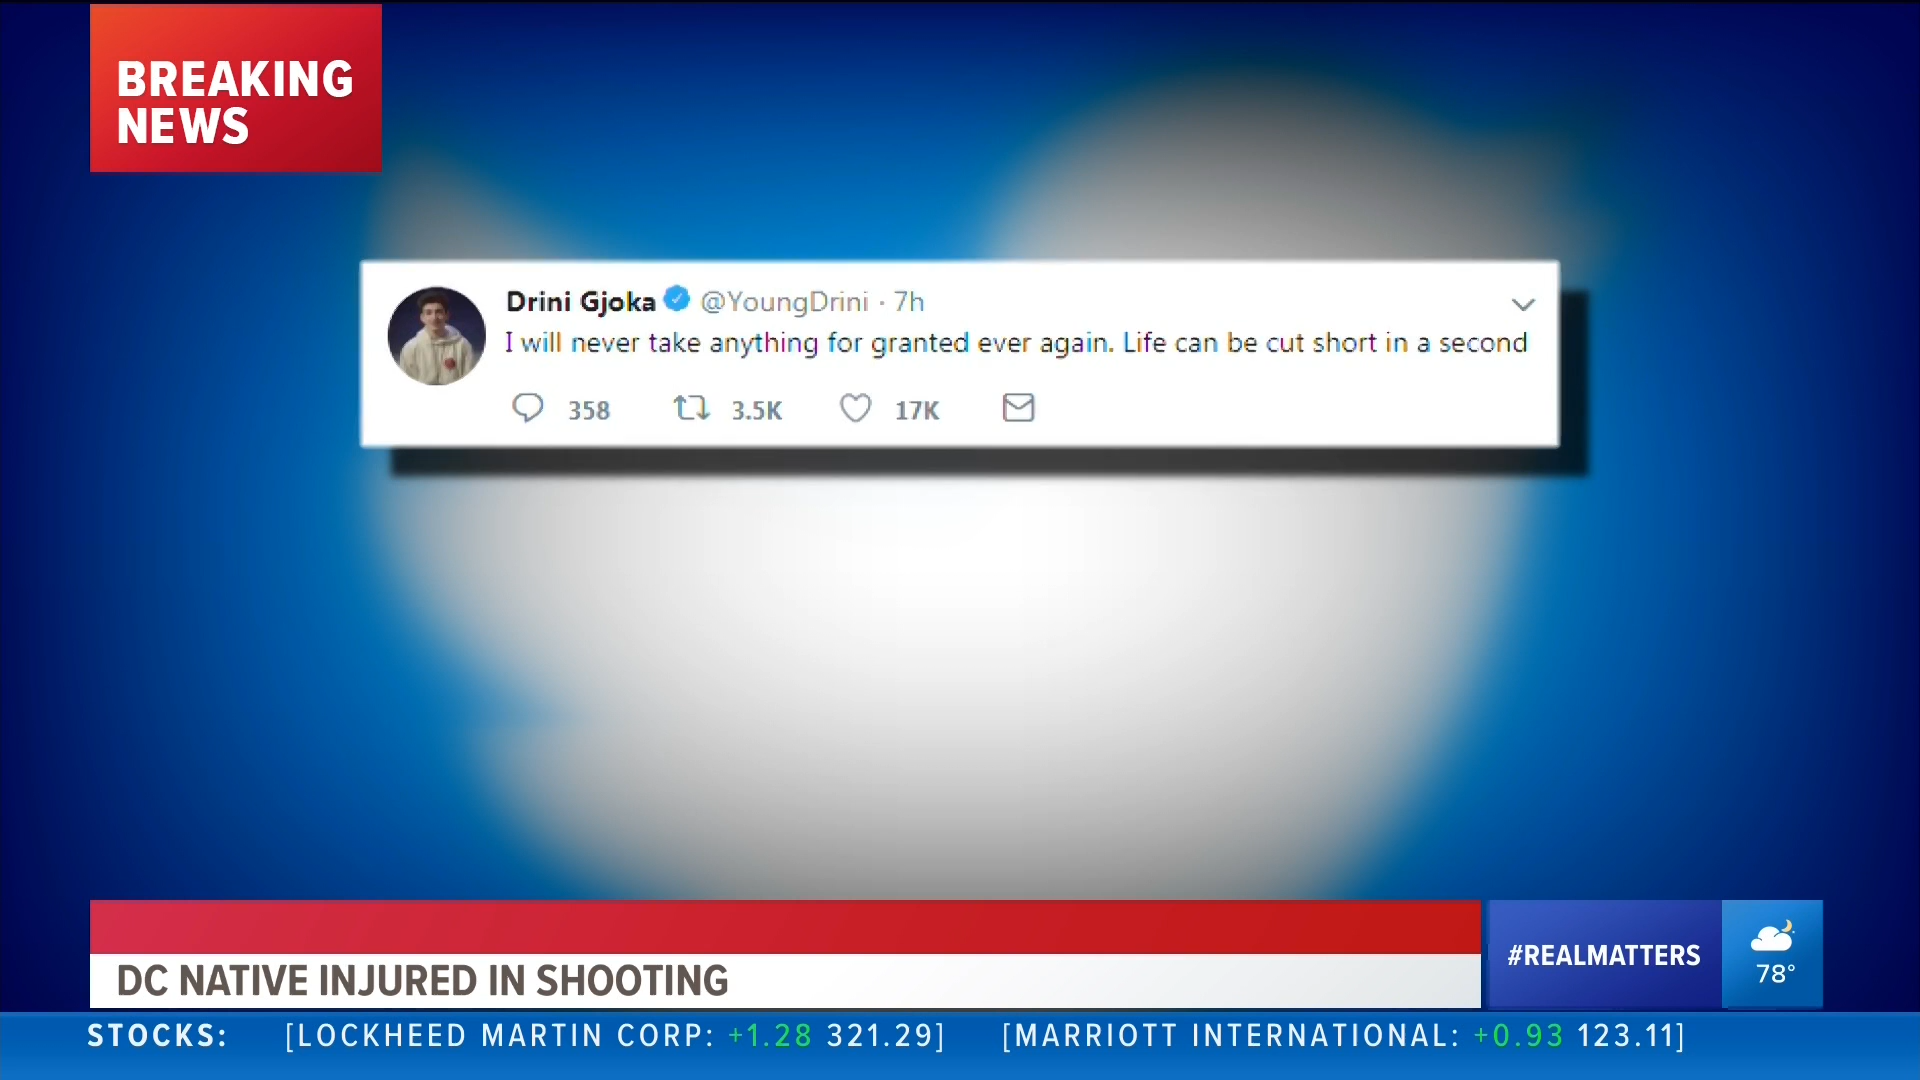 BREAKING
NEWS
Drini Gjoka @YoungDrini · 7h
I will never take anything for granted ever again. Life can be cut short in a second
358 3.5K 17K
DC NATIVE INJURED IN SHOOTING
#REALMATTERS
78°
STOCKS: [LOCKHEED MARTIN CORP: +1.28 321.29] [MARRIOTT INTERNATIONAL: +0.93 123.11]